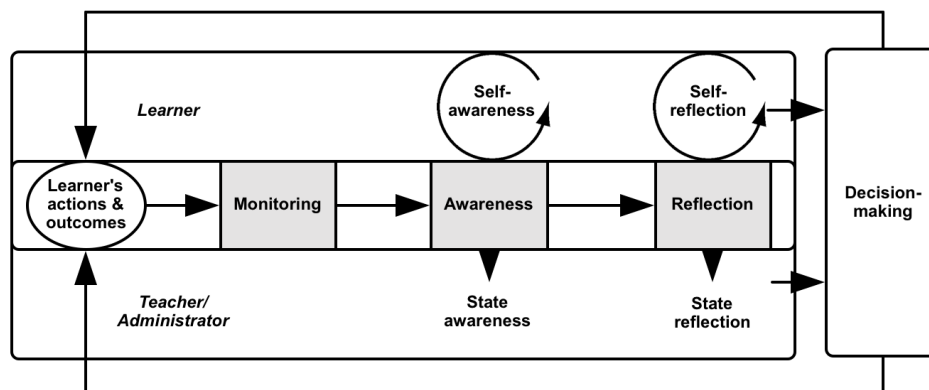 Self-
awareness
Self-
reflection
Learner
Learner's
actions &
outcomes
Monitoring
Awareness
Reflection
Decision-
making
Teacher/
Administrator
State
awareness
State
reflection